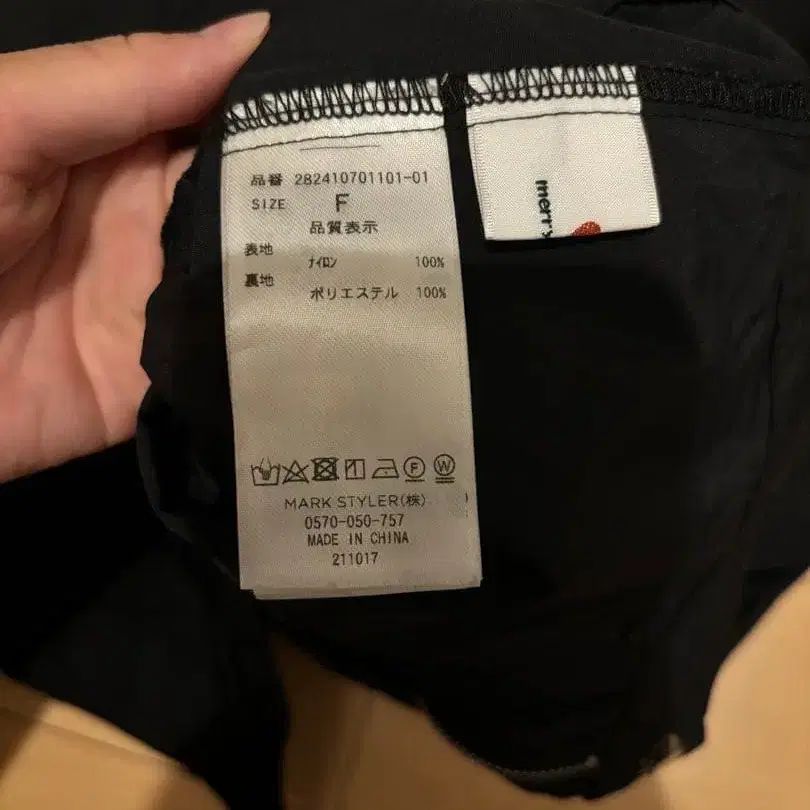 品番 282410701101-01
SIZE F
品質表示
表地 ナイロン 100%
裏地 ポリエステル 100%
F W
MARK STYLER(株)
0570-050-757
MADE IN CHINA
211017